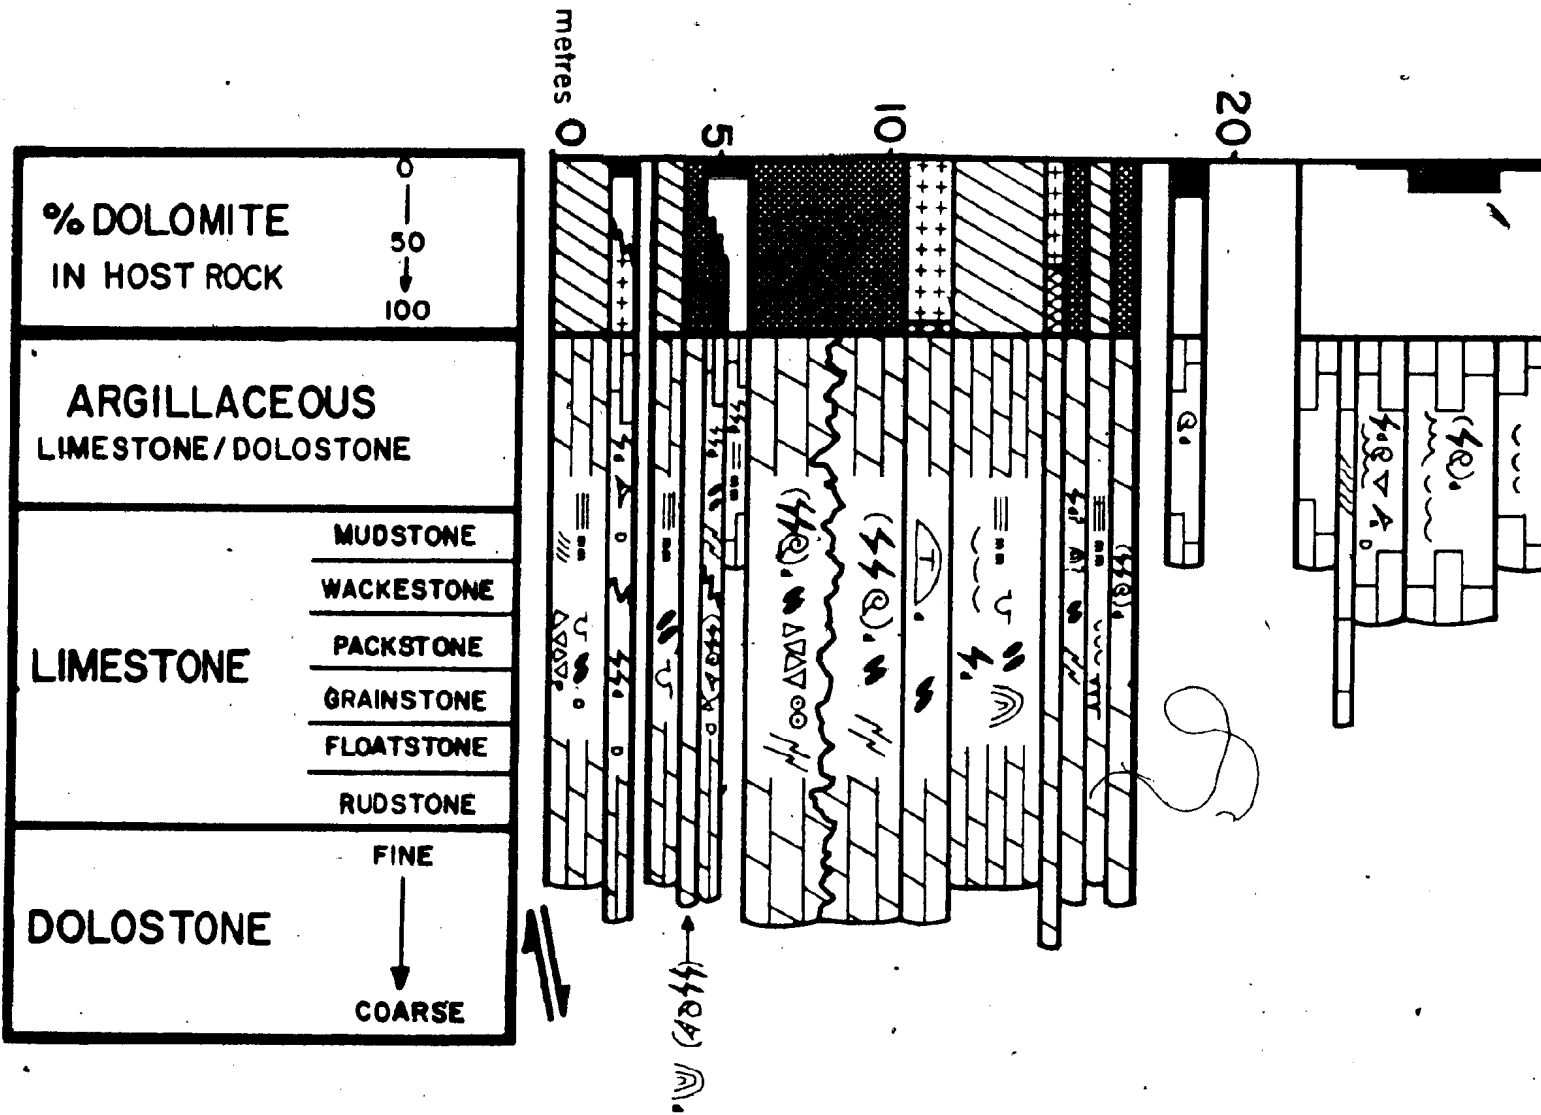 metres 0 5 10 20
% DOLOMITE
IN HOST ROCK
0
50
100
ARGILLACEOUS
LIMESTONE/DOLOSTONE
LIMESTONE
MUDSTONE
WACKESTONE
PACKSTONE
GRAINSTONE
FLOATSTONE
RUDSTONE
DOLOSTONE
FINE
COARSE
T